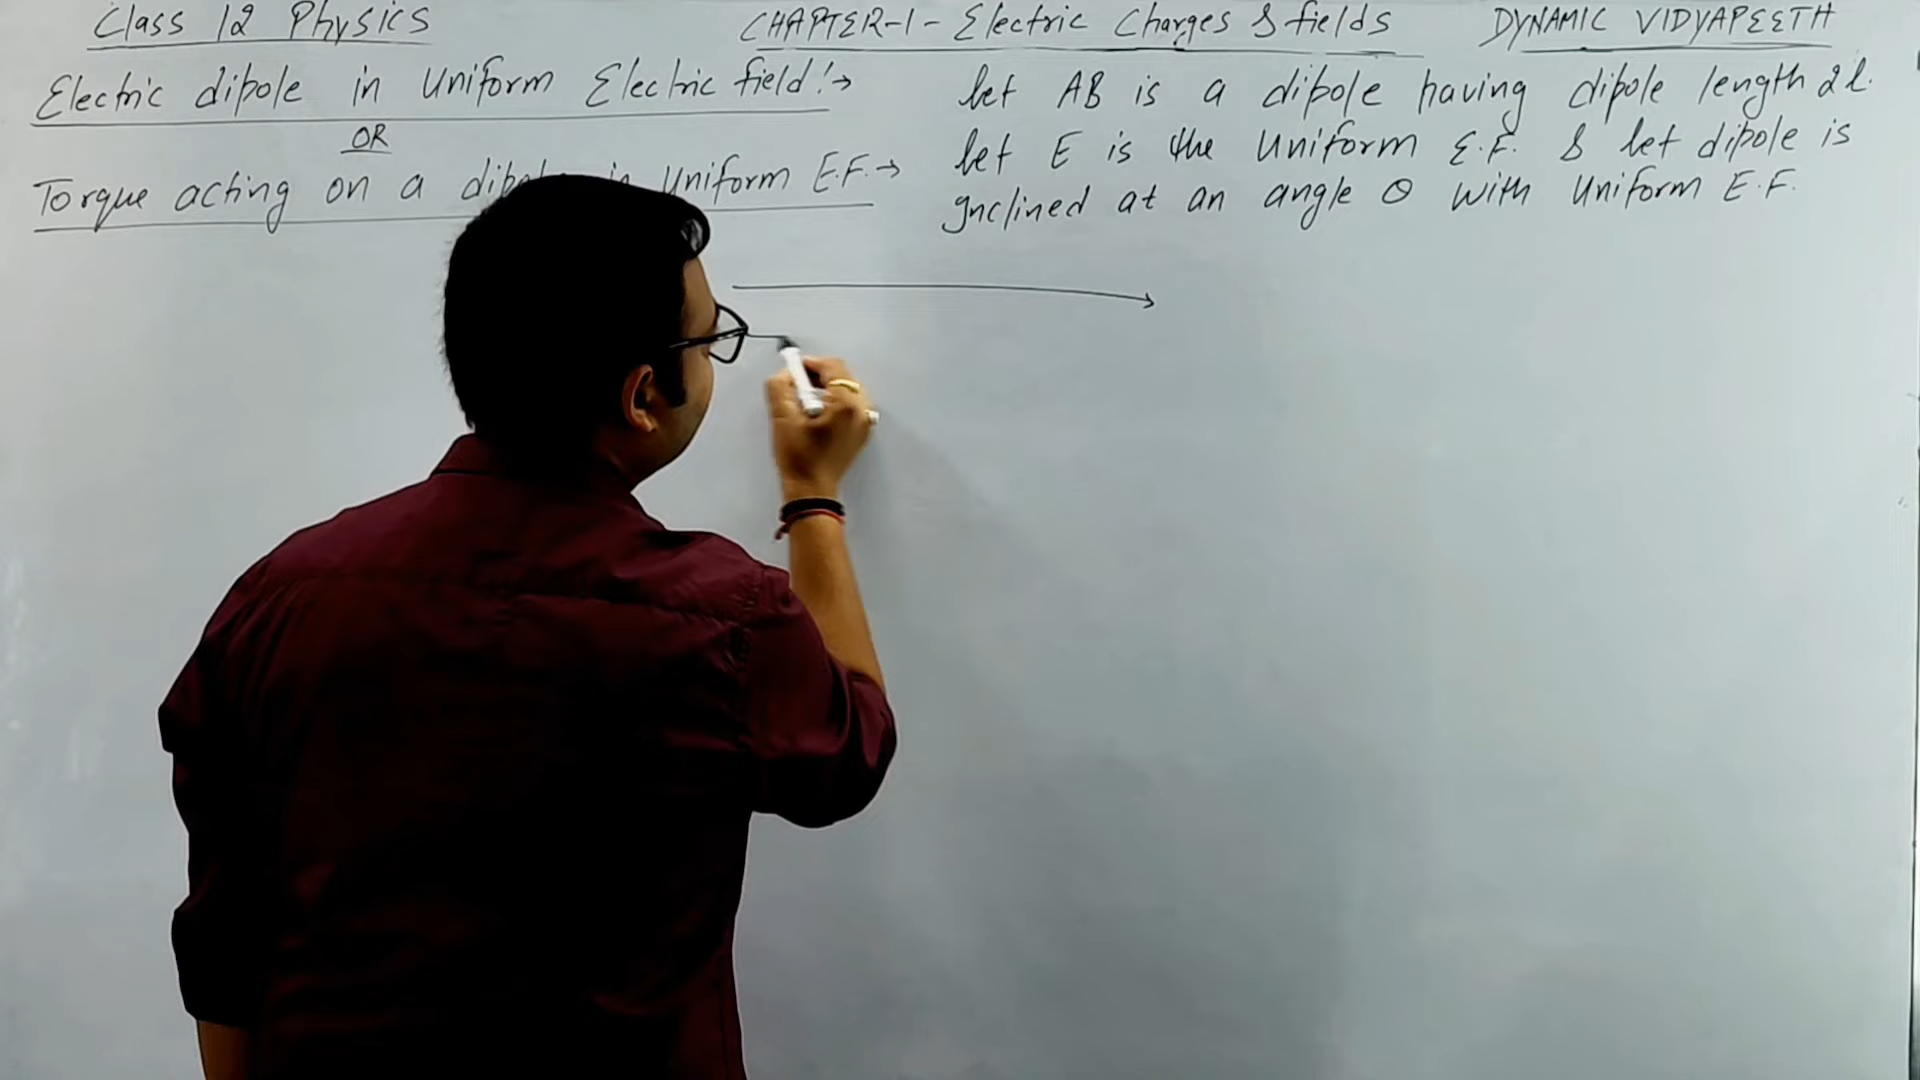 Class 12 Physics
CHAPTER-1- Electric Charges & fields
DYNAMIC VIDYAPEETH
Electric dipole in Uniform Electric field:→
OR
Torque acting on a in Uniform E.F.→
let AB is a dipole having dipole length 2l.
let E is the Uniform E.F. & let dipole is
Inclined at an angle θ with Uniform E.F.